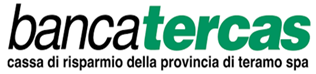 bancatercas
cassa di risparmio della provincia di teramo spa